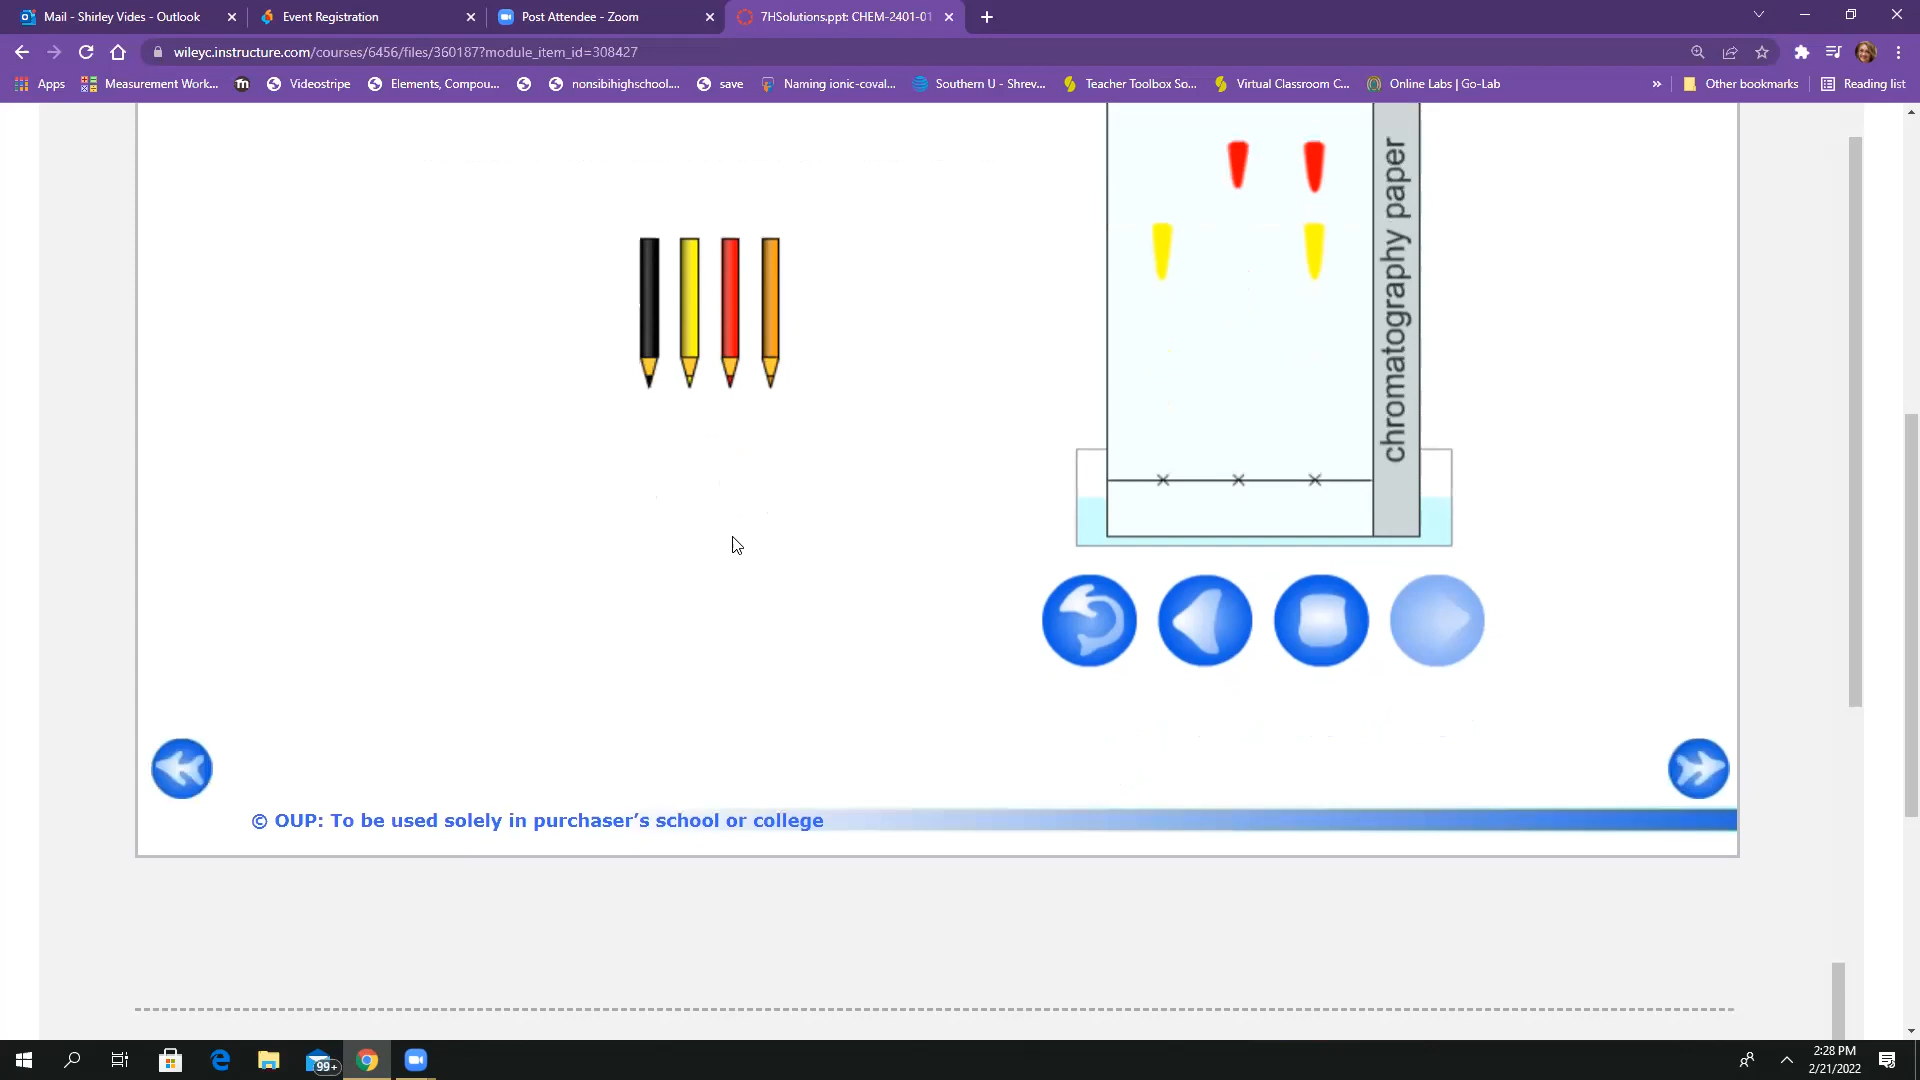 Mail - Shirley Vides - Outlook
Event Registration
Post Attendee - Zoom
7HSolutions.ppt: CHEM-2401-01
wileyc.instructure.com/courses/6456/files/360187?module_item_id=308427
Apps
Measurement Work...
Videostripe
Elements, Compou...
nonsibihighschool....
save
Naming ionic-coval...
Southern U - Shrev...
Teacher Toolbox So...
Virtual Classroom C...
Online Labs | Go-Lab
»
Other bookmarks
Reading list
chromatography paper
© OUP: To be used solely in purchaser’s school or college
99+
2:28 PM
2/21/2022